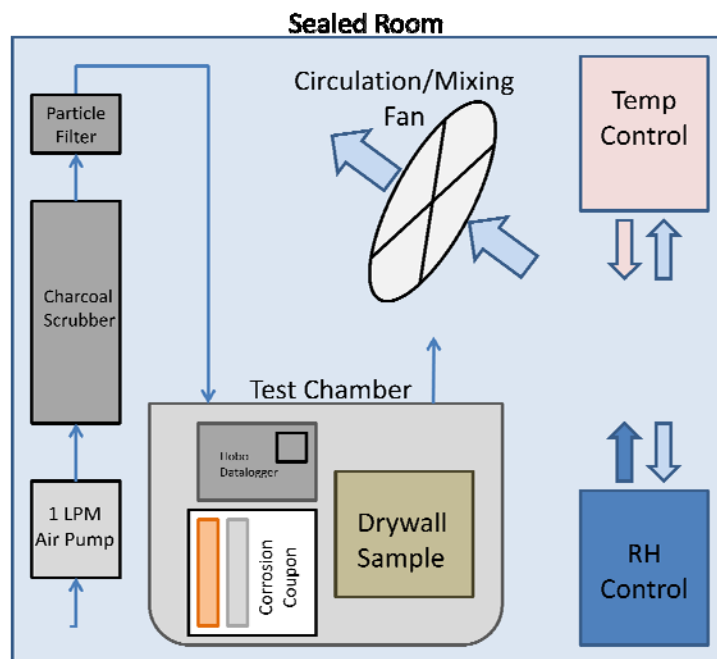 Sealed Room
Particle
Filter
Circulation/Mixing
Fan
Temp
Control
Charcoal
Scrubber
Test Chamber
Hobo
Datalogger
1 LPM
Air Pump
Corrosion
Coupon
Drywall
Sample
RH
Control